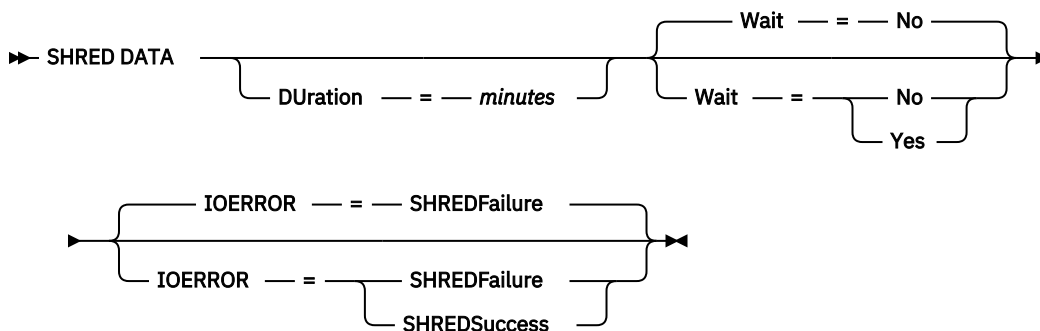 Wait = No
SHRED DATA
DUration = minutes Wait = No
Yes
IOERROR = SHREDFailure
IOERROR = SHREDFailure
SHREDSuccess